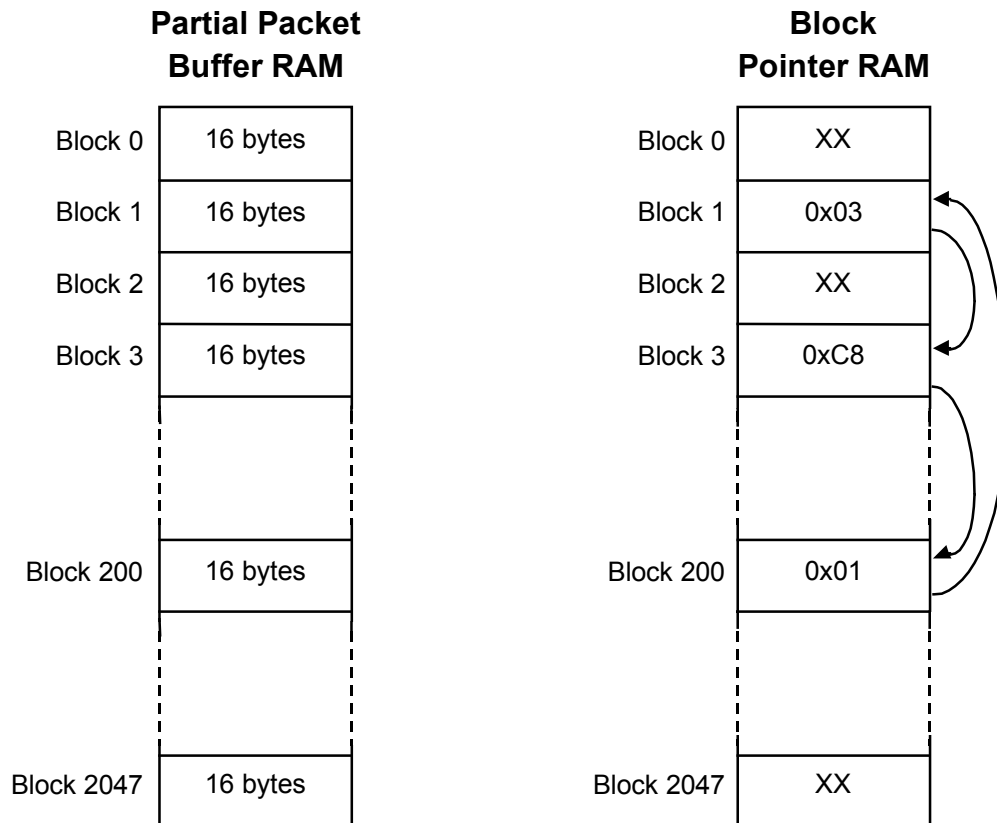 Partial Packet
Buffer RAM
Block 0 16 bytes
Block 1 16 bytes
Block 2 16 bytes
Block 3 16 bytes
Block 200 16 bytes
Block 2047 16 bytes
Block
Pointer RAM
Block 0 XX
Block 1 0x03
Block 2 XX
Block 3 0xC8
Block 200 0x01
Block 2047 XX